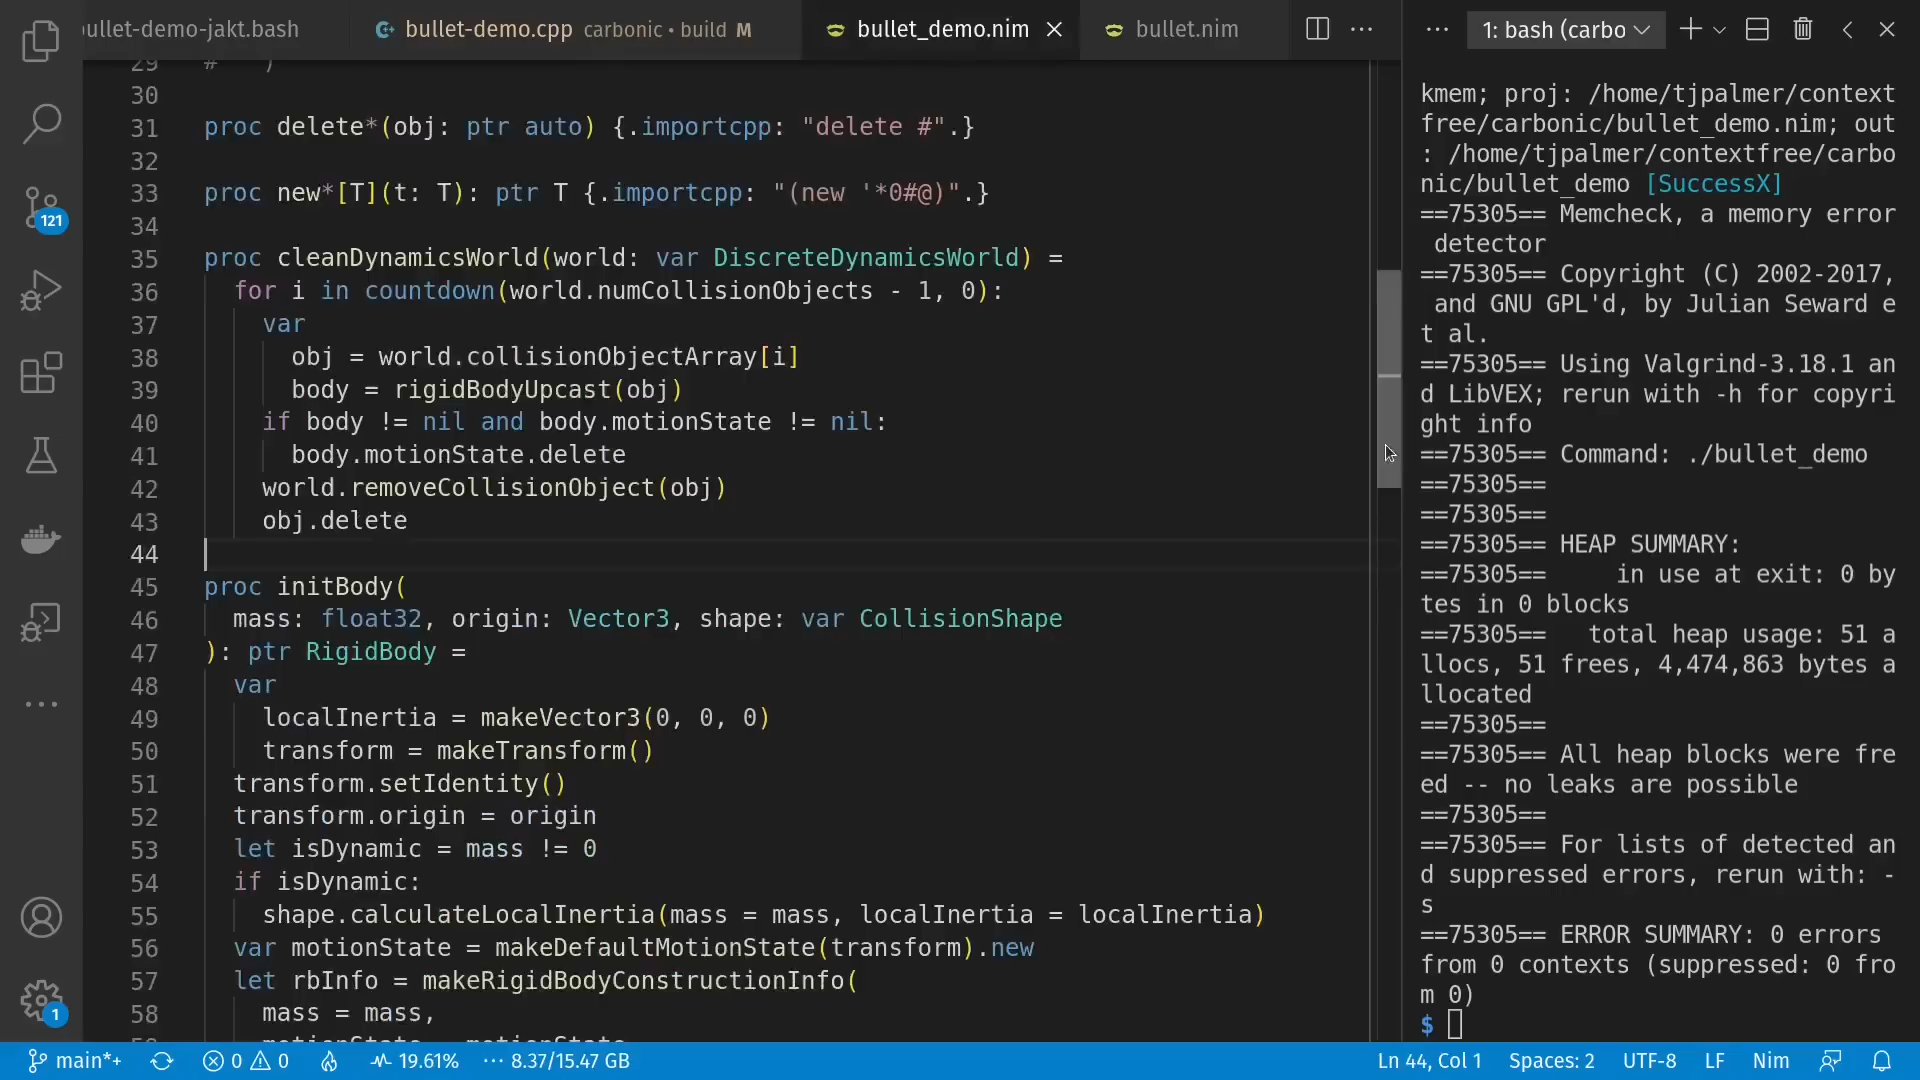 bullet-demo-jakt.bash
bullet-demo.cpp carbonic • build M
bullet_demo.nim
bullet.nim
1: bash (carbo
29 # )
30
31 proc delete*(obj: ptr auto) {.importcpp: "delete #".}
32
33 proc new*[T](t: T): ptr T {.importcpp: "(new '*0#@)".}
34
35 proc cleanDynamicsWorld(world: var DiscreteDynamicsWorld) =
36 for i in countdown(world.numCollisionObjects - 1, 0):
37 var
38 obj = world.collisionObjectArray[i]
39 body = rigidBodyUpcast(obj)
40 if body != nil and body.motionState != nil:
41 body.motionState.delete
42 world.removeCollisionObject(obj)
43 obj.delete
44
45 proc initBody(
46 mass: float32, origin: Vector3, shape: var CollisionShape
47 ): ptr RigidBody =
48 var
49 localInertia = makeVector3(0, 0, 0)
50 transform = makeTransform()
51 transform.setIdentity()
52 transform.origin = origin
53 let isDynamic = mass != 0
54 if isDynamic:
55 shape.calculateLocalInertia(mass = mass, localInertia = localInertia)
56 var motionState = makeDefaultMotionState(transform).new
57 let rbInfo = makeRigidBodyConstructionInfo(
58 mass = mass,
motionState = motionState
kmem; proj: /home/tjpalmer/context
free/carbonic/bullet_demo.nim; out
: /home/tjpalmer/contextfree/carbo
nic/bullet_demo [SuccessX]
==75305== Memcheck, a memory error
detector
==75305== Copyright (C) 2002-2017,
and GNU GPL'd, by Julian Seward e
t al.
==75305== Using Valgrind-3.18.1 an
d LibVEX; rerun with -h for copyri
ght info
==75305== Command: ./bullet_demo
==75305==
==75305==
==75305== HEAP SUMMARY:
==75305== in use at exit: 0 by
tes in 0 blocks
==75305== total heap usage: 51 a
llocs, 51 frees, 4,474,863 bytes a
llocated
==75305==
==75305== All heap blocks were fre
ed -- no leaks are possible
==75305==
==75305== For lists of detected an
d suppressed errors, rerun with: -
s
==75305== ERROR SUMMARY: 0 errors
from 0 contexts (suppressed: 0 fro
m 0)
$
121
1
main*+ 0 0 19.61% 8.37/15.47 GB
Ln 44, Col 1 Spaces: 2 UTF-8 LF Nim